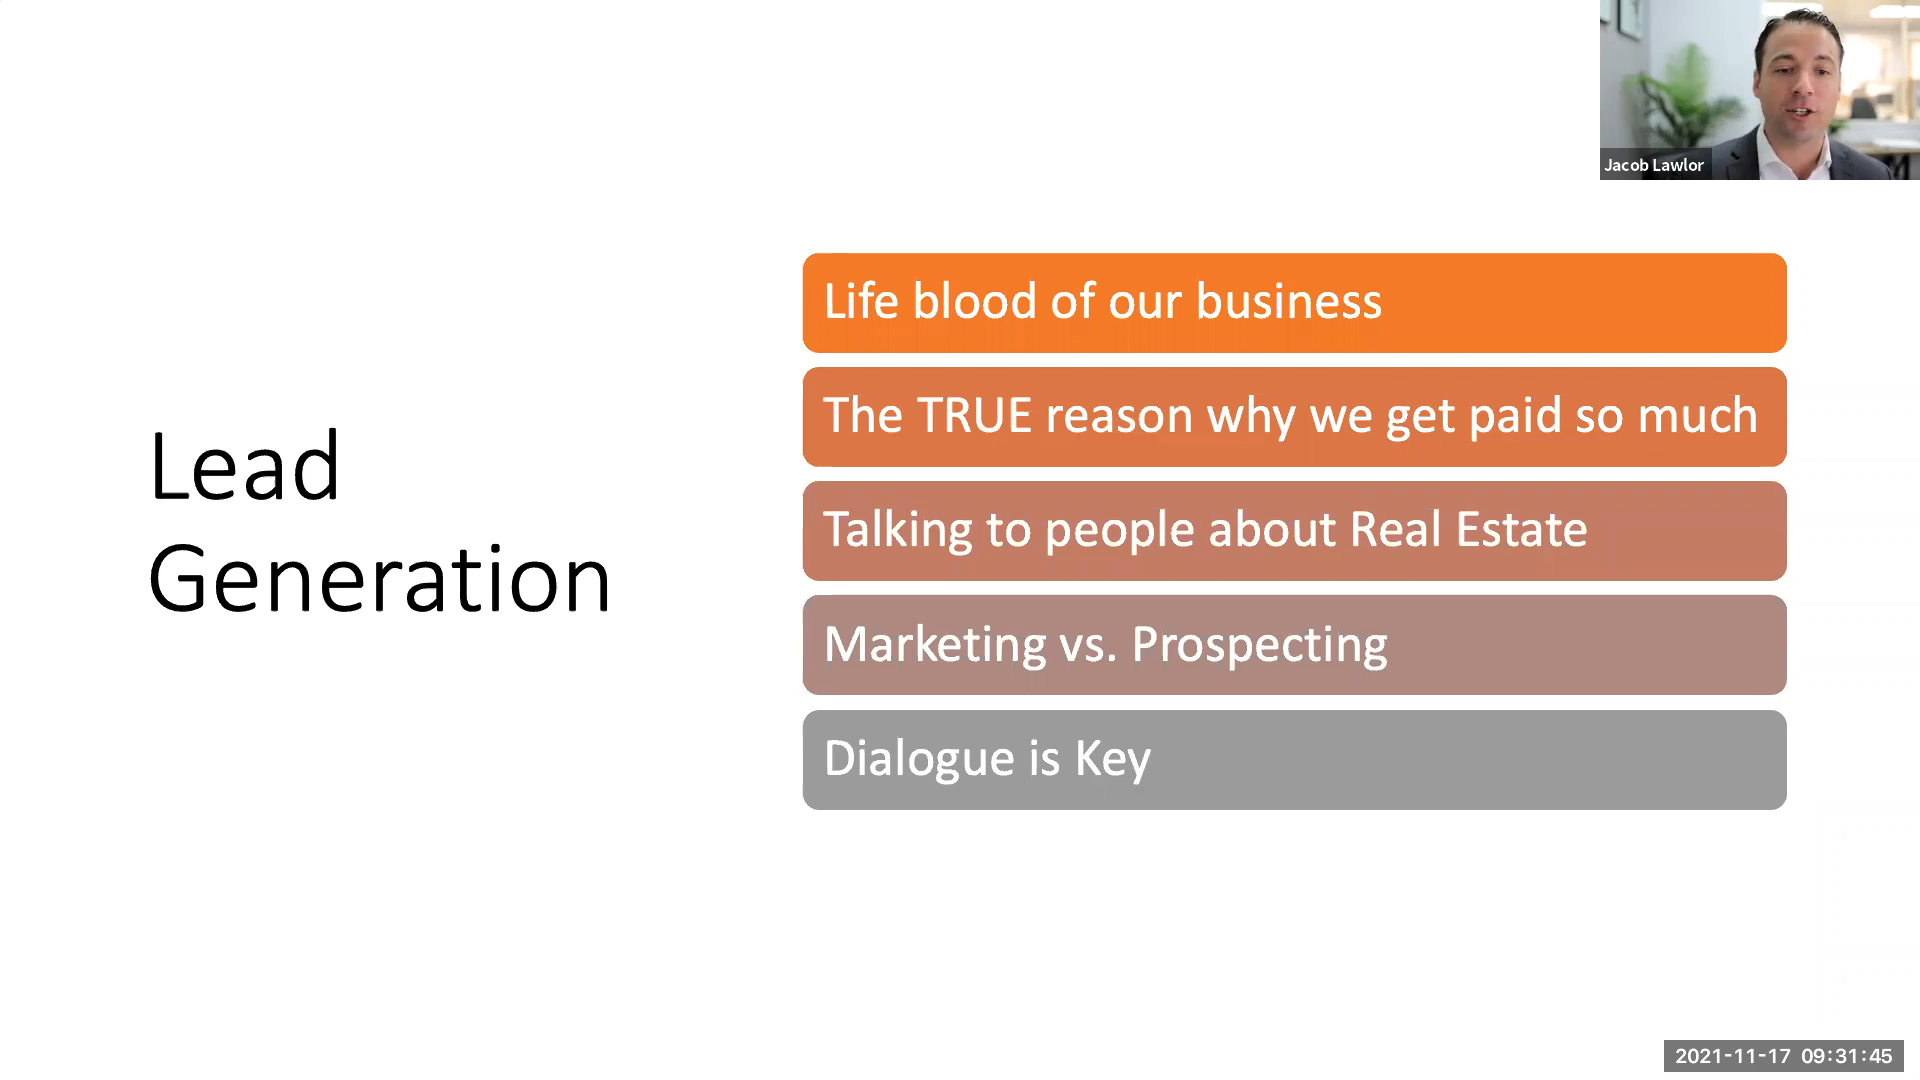 Jacob Lawlor
Lead
Generation
Life blood of our business
The TRUE reason why we get paid so much
Talking to people about Real Estate
Marketing vs. Prospecting
Dialogue is Key
2021-11-17 09:31:45